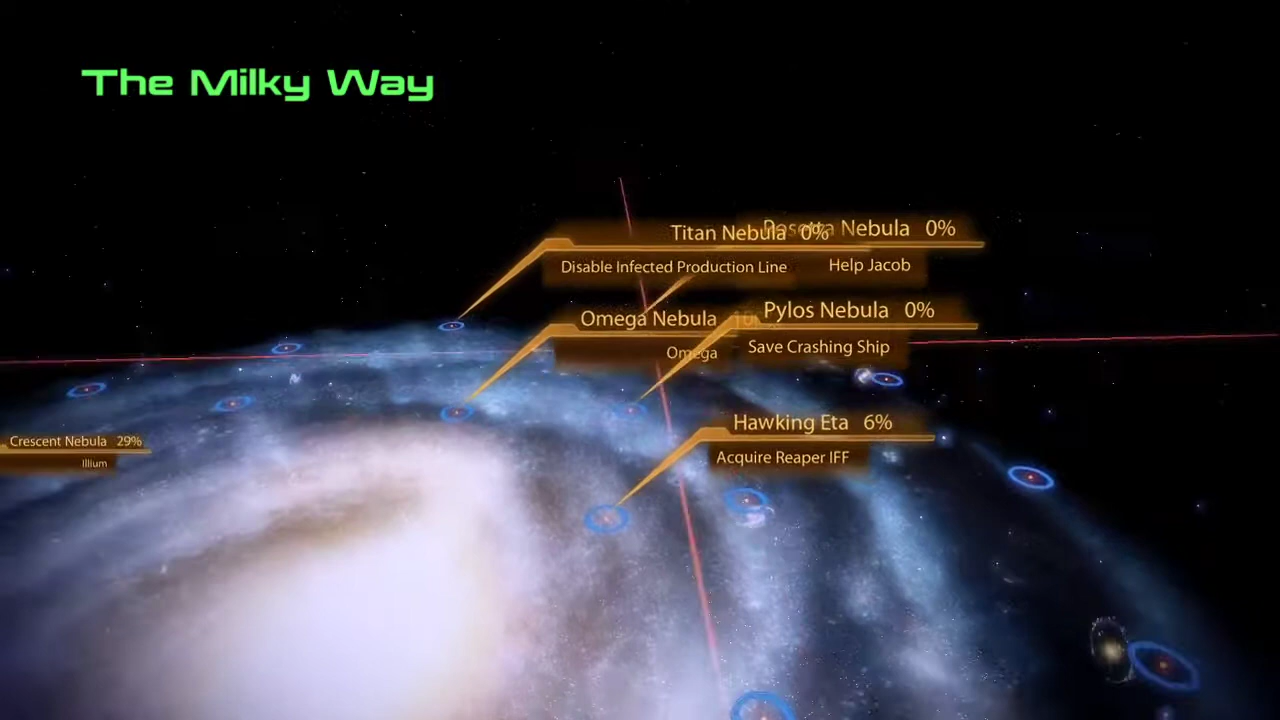 The Milky Way
Titan Nebula 0%
Rosetta Nebula 0%
Disable Infected Production Line
Help Jacob
Omega Nebula
Pylos Nebula 0%
Omega
Save Crashing Ship
Hawking Eta 6%
Acquire Reaper IFF
Crescent Nebula 29%
Illium